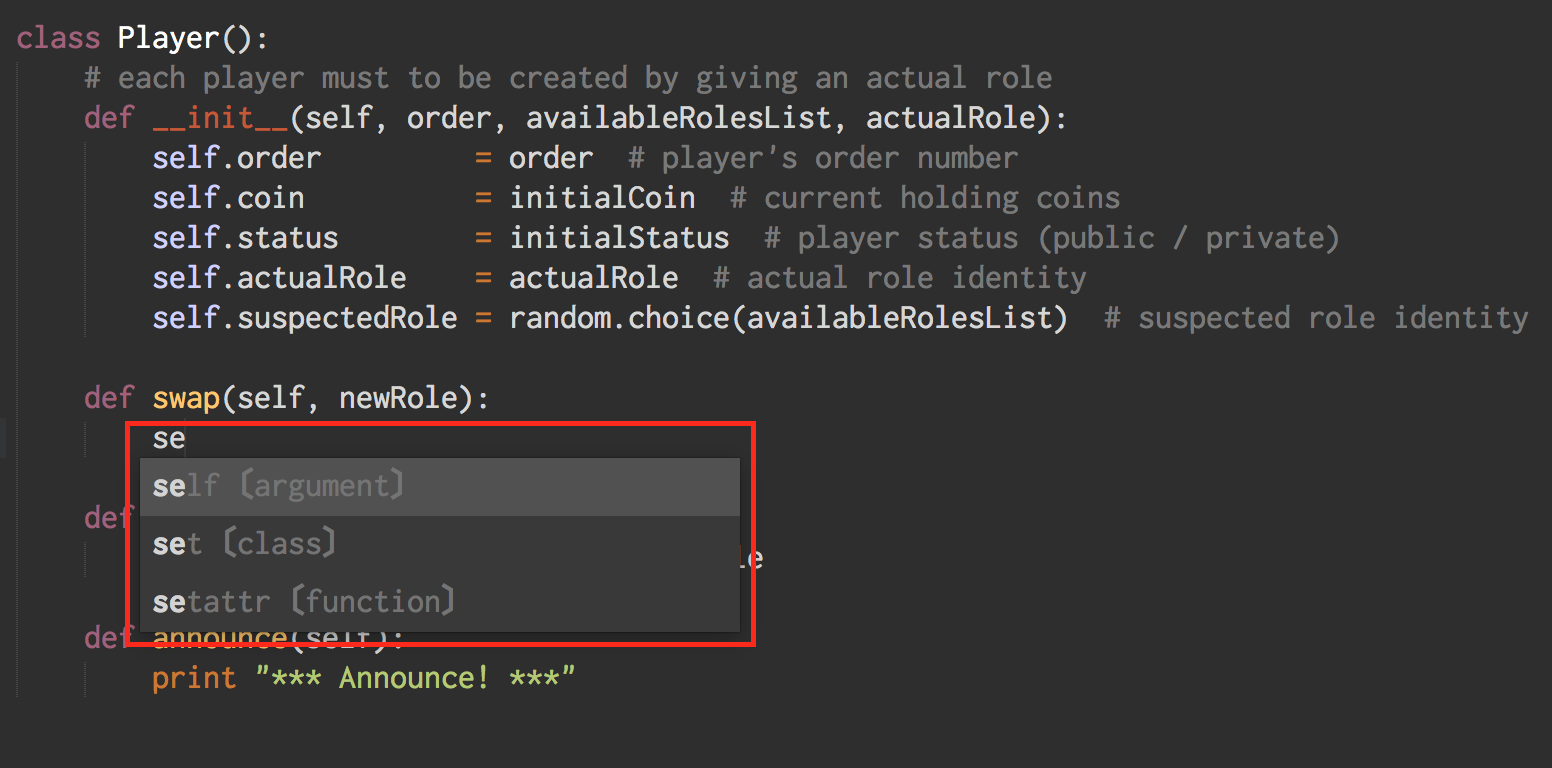 class Player():
# each player must to be created by giving an actual role
def __init__(self, order, availableRolesList, actualRole):
self.order = order # player's order number
self.coin = initialCoin # current holding coins
self.status = initialStatus # player status (public / private)
self.actualRole = actualRole # actual role identity
self.suspectedRole = random.choice(availableRolesList) # suspected role identity
def swap(self, newRole):
se
self 〔argument〕
set 〔class〕
setattr 〔function〕
def
def announce(self):
print "*** Announce! ***"